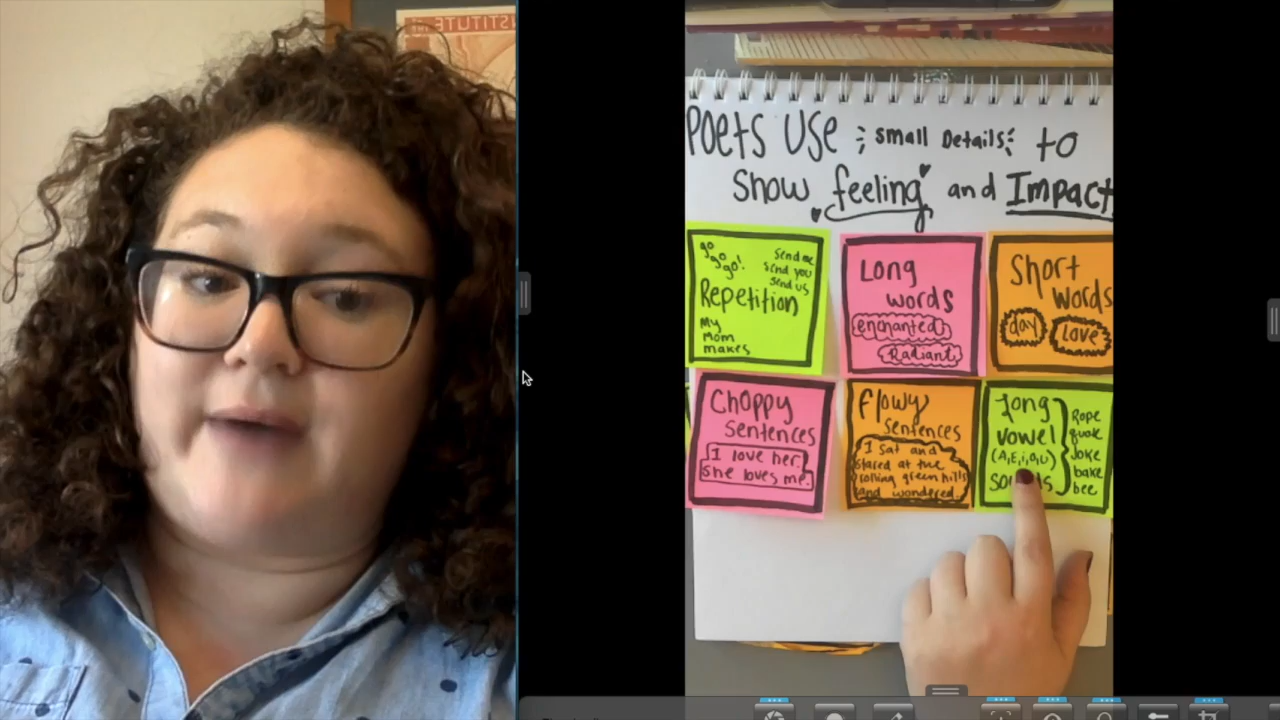 INSTITUTE
Poets Use small Details to
Show feeling and Impact
go go go!
Send me
Send you
Send us
Repetition
My
Mom
makes
Long
words
enchanted
Radiant
Short
words
day
Love
Choppy
Sentences
I love her.
She loves me.
flowy
Sentences
I sat and
stared at the
rolling green hills
and wondered
long
vowel
(A,E,i,O,U)
Rope
Joke
bake
bee